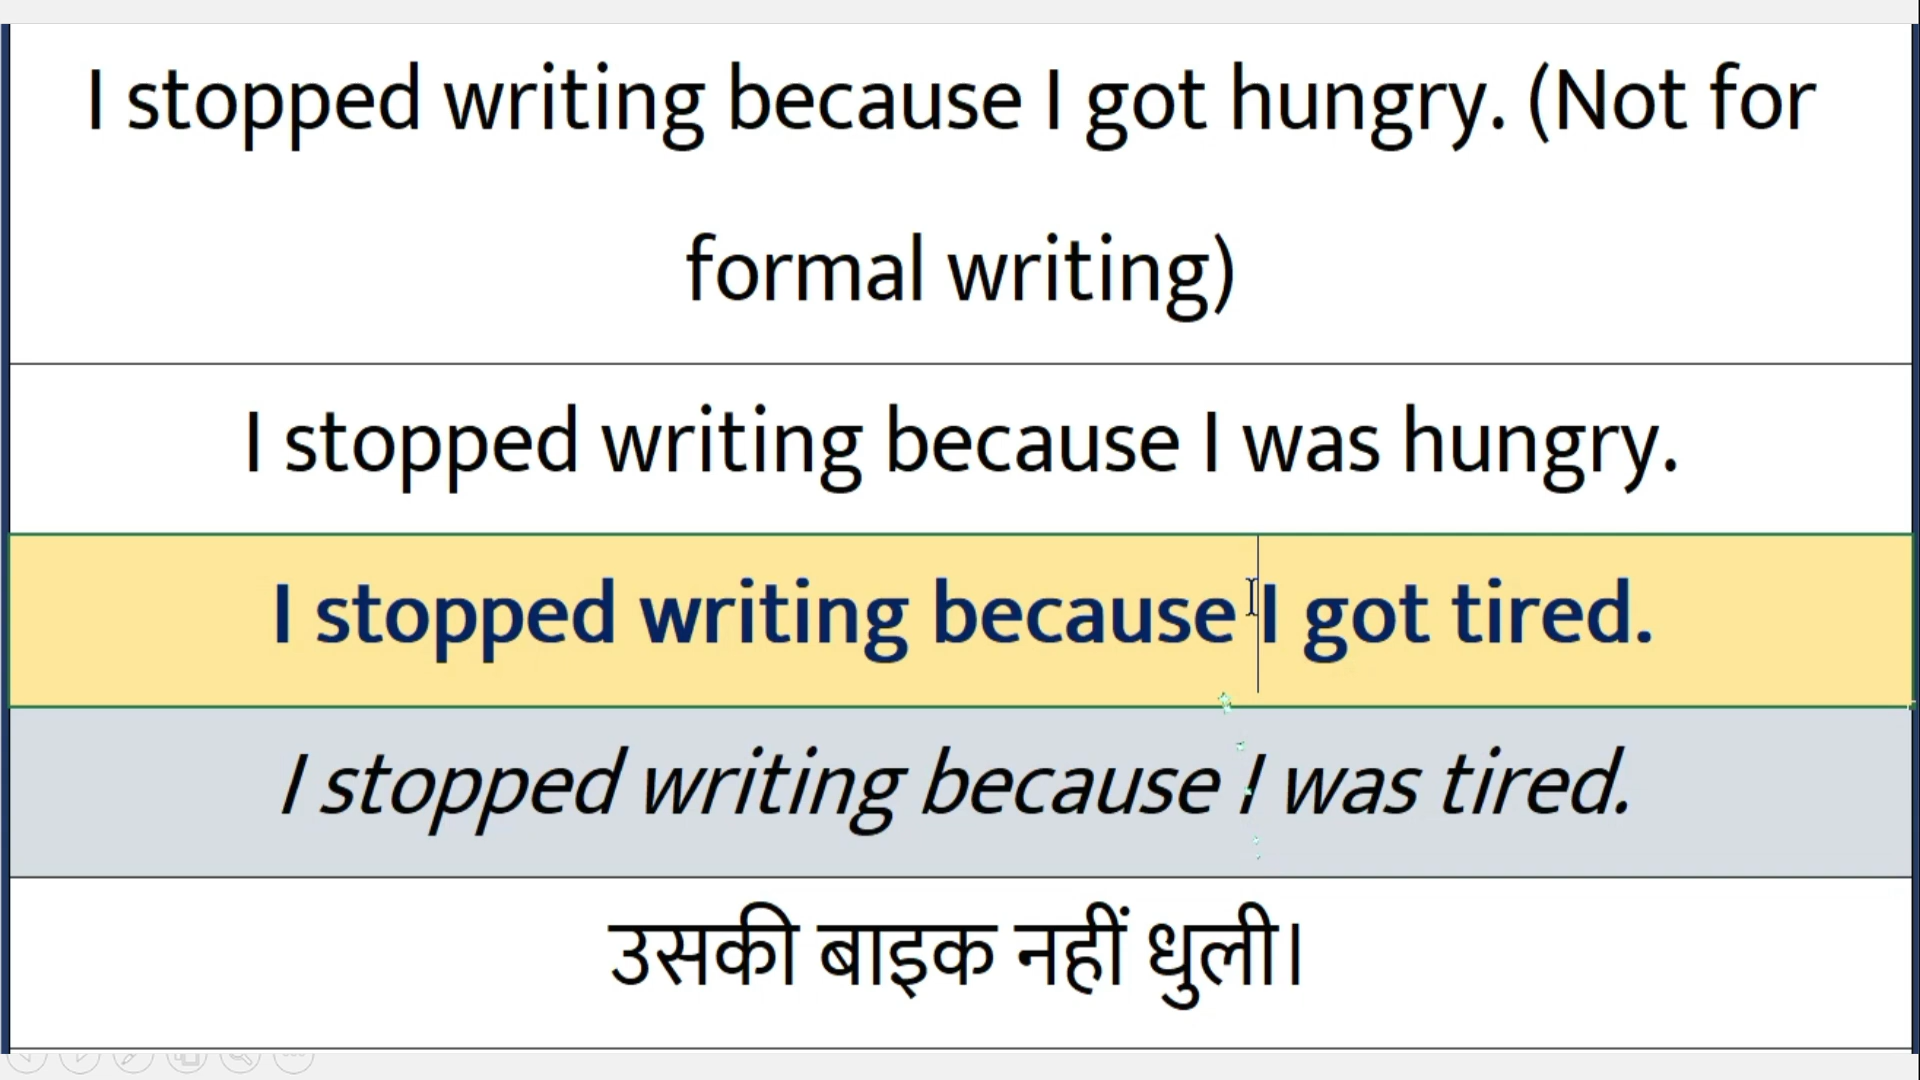 I stopped writing because I got hungry. (Not for
formal writing)
I stopped writing because I was hungry.
I stopped writing because I got tired.
I stopped writing because I was tired.
उसकी बाइक नहीं धुली।